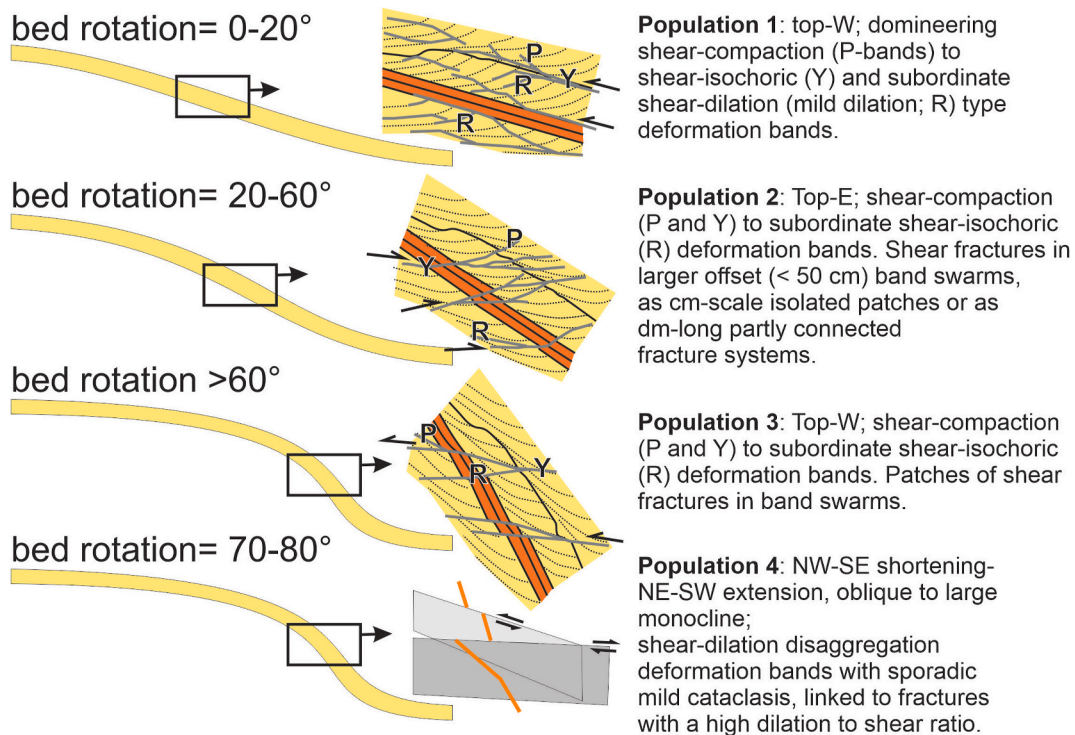 bed rotation= 0-20°
P
Y
R
R
Population 1: top-W; domineering
shear-compaction (P-bands) to
shear-isochoric (Y) and subordinate
shear-dilation (mild dilation; R) type
deformation bands.
bed rotation= 20-60°
P
Y
R
Population 2: Top-E; shear-compaction
(P and Y) to subordinate shear-isochoric
(R) deformation bands. Shear fractures in
larger offset (< 50 cm) band swarms,
as cm-scale isolated patches or as
dm-long partly connected
fracture systems.
bed rotation >60°
P
R
Y
Population 3: Top-W; shear-compaction
(P and Y) to subordinate shear-isochoric
(R) deformation bands. Patches of shear
fractures in band swarms.
bed rotation= 70-80°
Population 4: NW-SE shortening-
NE-SW extension, oblique to large
monocline;
shear-dilation disaggregation
deformation bands with sporadic
mild cataclasis, linked to fractures
with a high dilation to shear ratio.